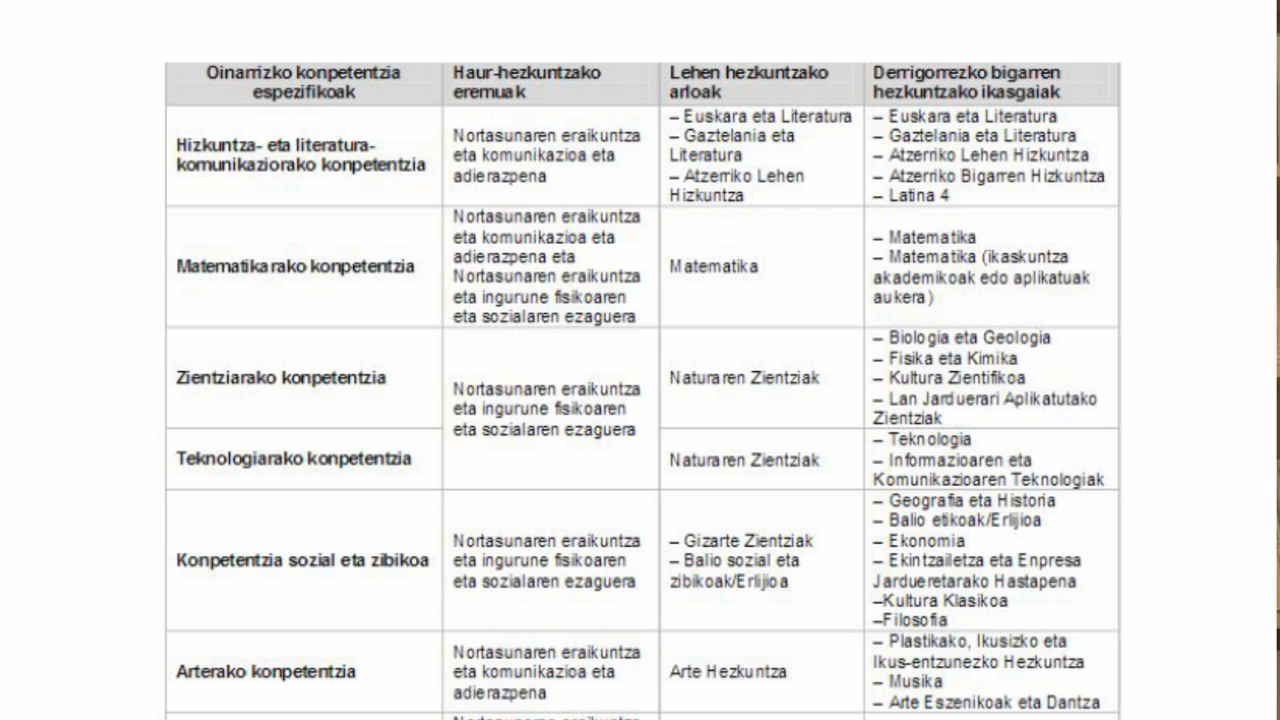 Oinarrizko konpetentzia
espezifikoak
Haur-hezkuntzako
eremuak
Lehen hezkuntzako
arloak
Derrigorrezko bigarren
hezkuntzako ikasgaiak
Hizkuntza- eta literatura-
komunikaziorako konpetentzia
Nortasunaren eraikuntza
eta komunikazioa eta
adierazpena
– Euskara eta Literatura
– Gaztelania eta
Literatura
– Atzerriko Lehen
Hizkuntza
– Euskara eta Literatura
– Gaztelania eta Literatura
– Atzerriko Lehen Hizkuntza
– Atzerriko Bigarren Hizkuntza
– Latina 4
Matematikarako konpetentzia
Nortasunaren eraikuntza
eta komunikazioa eta
adierazpena eta
Nortasunaren eraikuntza
eta ingurune fisikoaren
eta sozialaren ezaguera
Matematika
– Matematika
– Matematika (ikaskuntza
akademikoak edo aplikatuak
aukera)
Zientziarako konpetentzia
Nortasunaren eraikuntza
eta ingurune fisikoaren
eta sozialaren ezaguera
Naturaren Zientziak
– Biologia eta Geologia
– Fisika eta Kimika
– Kultura Zientifikoa
– Lan Jarduerari Aplikatutako
Zientziak
Teknologiarako konpetentzia
Naturaren Zientziak
– Teknologia
– Informazioaren eta
Komunikazioaren Teknologiak
Konpetentzia sozial eta zibikoa
Nortasunaren eraikuntza
eta ingurune fisikoaren
eta sozialaren ezaguera
– Gizarte Zientziak
– Balio sozial eta
zibikoak/Erlijioa
– Geografia eta Historia
– Balio etikoak/Erlijioa
– Ekonomia
– Ekintzailetza eta Enpresa
Jardueretarako Hastapena
–Kultura Klasikoa
–Filosofia
Arterako konpetentzia
Nortasunaren eraikuntza
eta komunikazioa eta
adierazpena
Arte Hezkuntza
– Plastikako, Ikusizko eta
Ikus-entzunezko Hezkuntza
– Musika
– Arte Eszenikoak eta Dantza